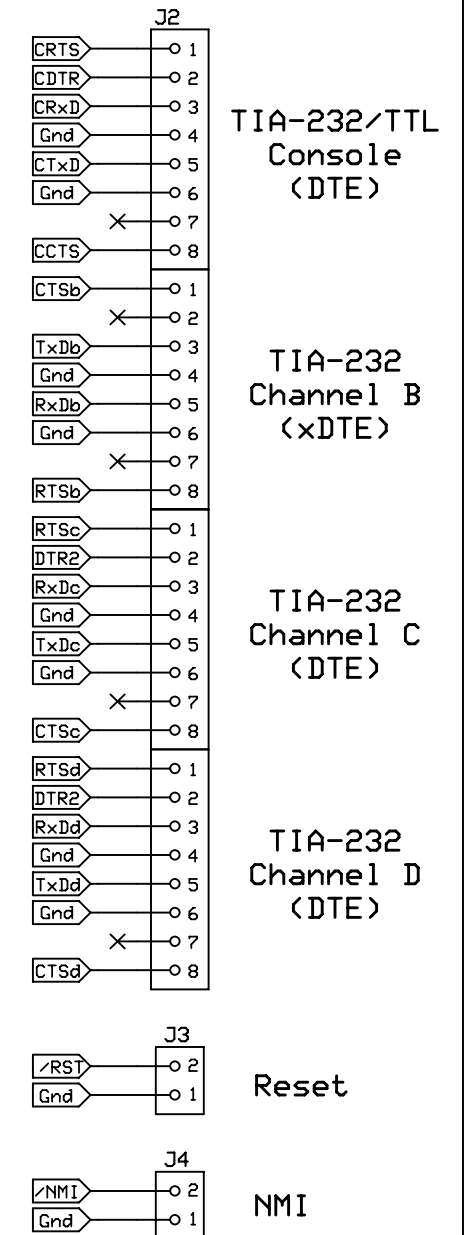 J2
CRTS 1
CDTR 2
CRxD 3
Gnd 4
CTxD 5
Gnd 6
7
CCTS 8
TIA-232/TTL
Console
(DTE)
CTSb 1
2
TxDb 3
Gnd 4
RxDb 5
Gnd 6
7
RTSb 8
TIA-232
Channel B
(xDTE)
RTSc 1
DTR2 2
RxDc 3
Gnd 4
TxDc 5
Gnd 6
7
CTSc 8
TIA-232
Channel C
(DTE)
RTSd 1
DTR2 2
RxDd 3
Gnd 4
TxDd 5
Gnd 6
7
CTSd 8
TIA-232
Channel D
(DTE)
J3
/RST 2
Gnd 1
Reset
J4
/NMI 2
Gnd 1
NMI